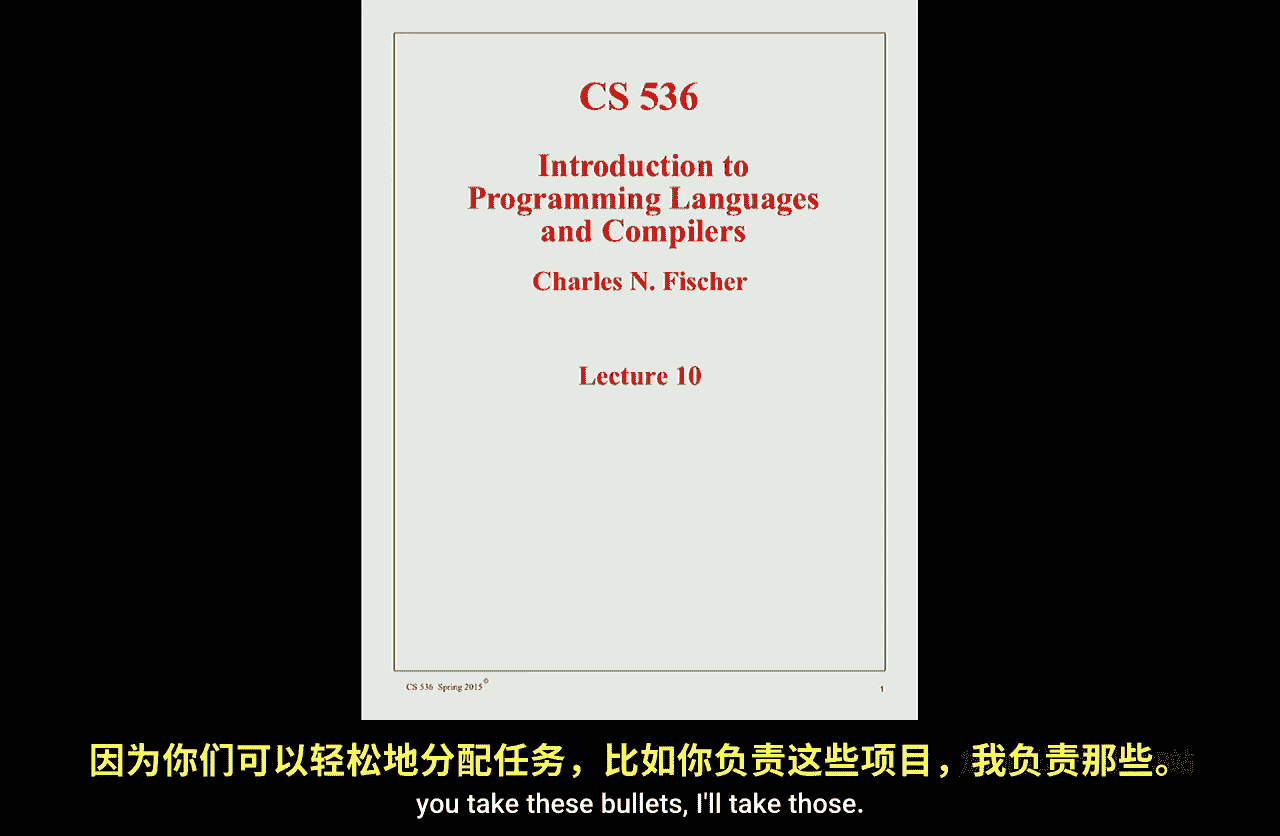 CS 536
Introduction to
Programming Languages
and Compilers
Charles N. Fischer
Lecture 10
CS 536 Spring 2015©
1
因为你们可以轻松地分配任务，比如你负责这些项目，我负责那些。
you take these bullets, I'll take those.